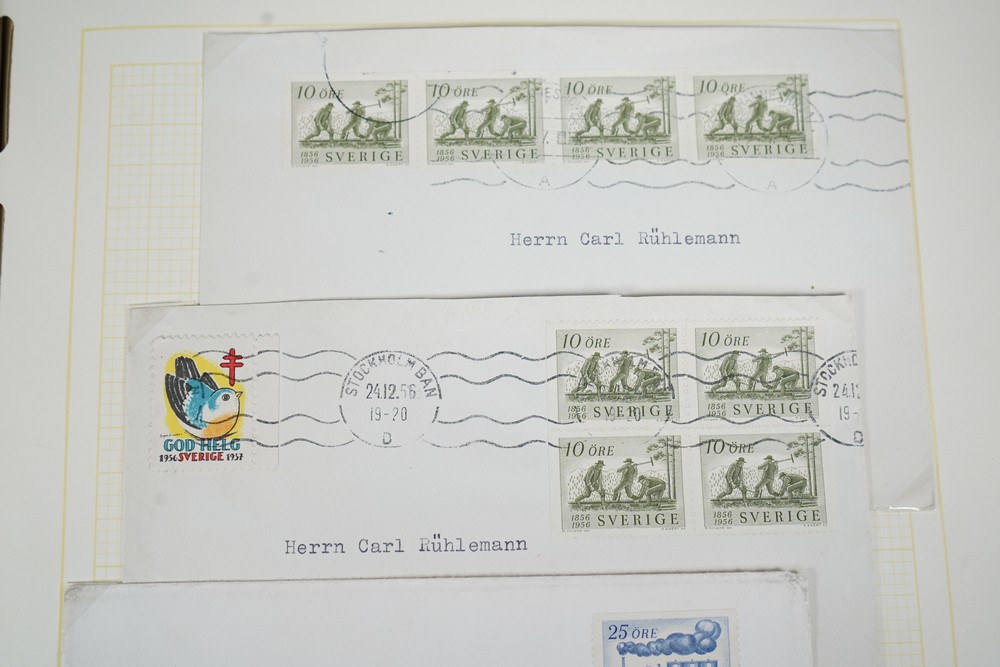 10 ÖRE
1856
1956 SVERIGE
10 ÖRE
1856
1956 SVERIGE
10 ÖRE
1856
1956 SVERIGE
10 ÖRE
1856
1956 SVERIGE
A
A
Herrn Carl Rühlemann
GOD HELG
1956 SVERIGE 1957
STOCKHOLM BAN
24.12.56
19-20
D
10 ÖRE
1856
1956 SVERIGE
10 ÖRE
1856
1956 SVERIGE
10 ÖRE
1856
1956 SVERIGE
10 ÖRE
1856
1956 SVERIGE
D
Herrn Carl Rühlemann
25 ÖRE